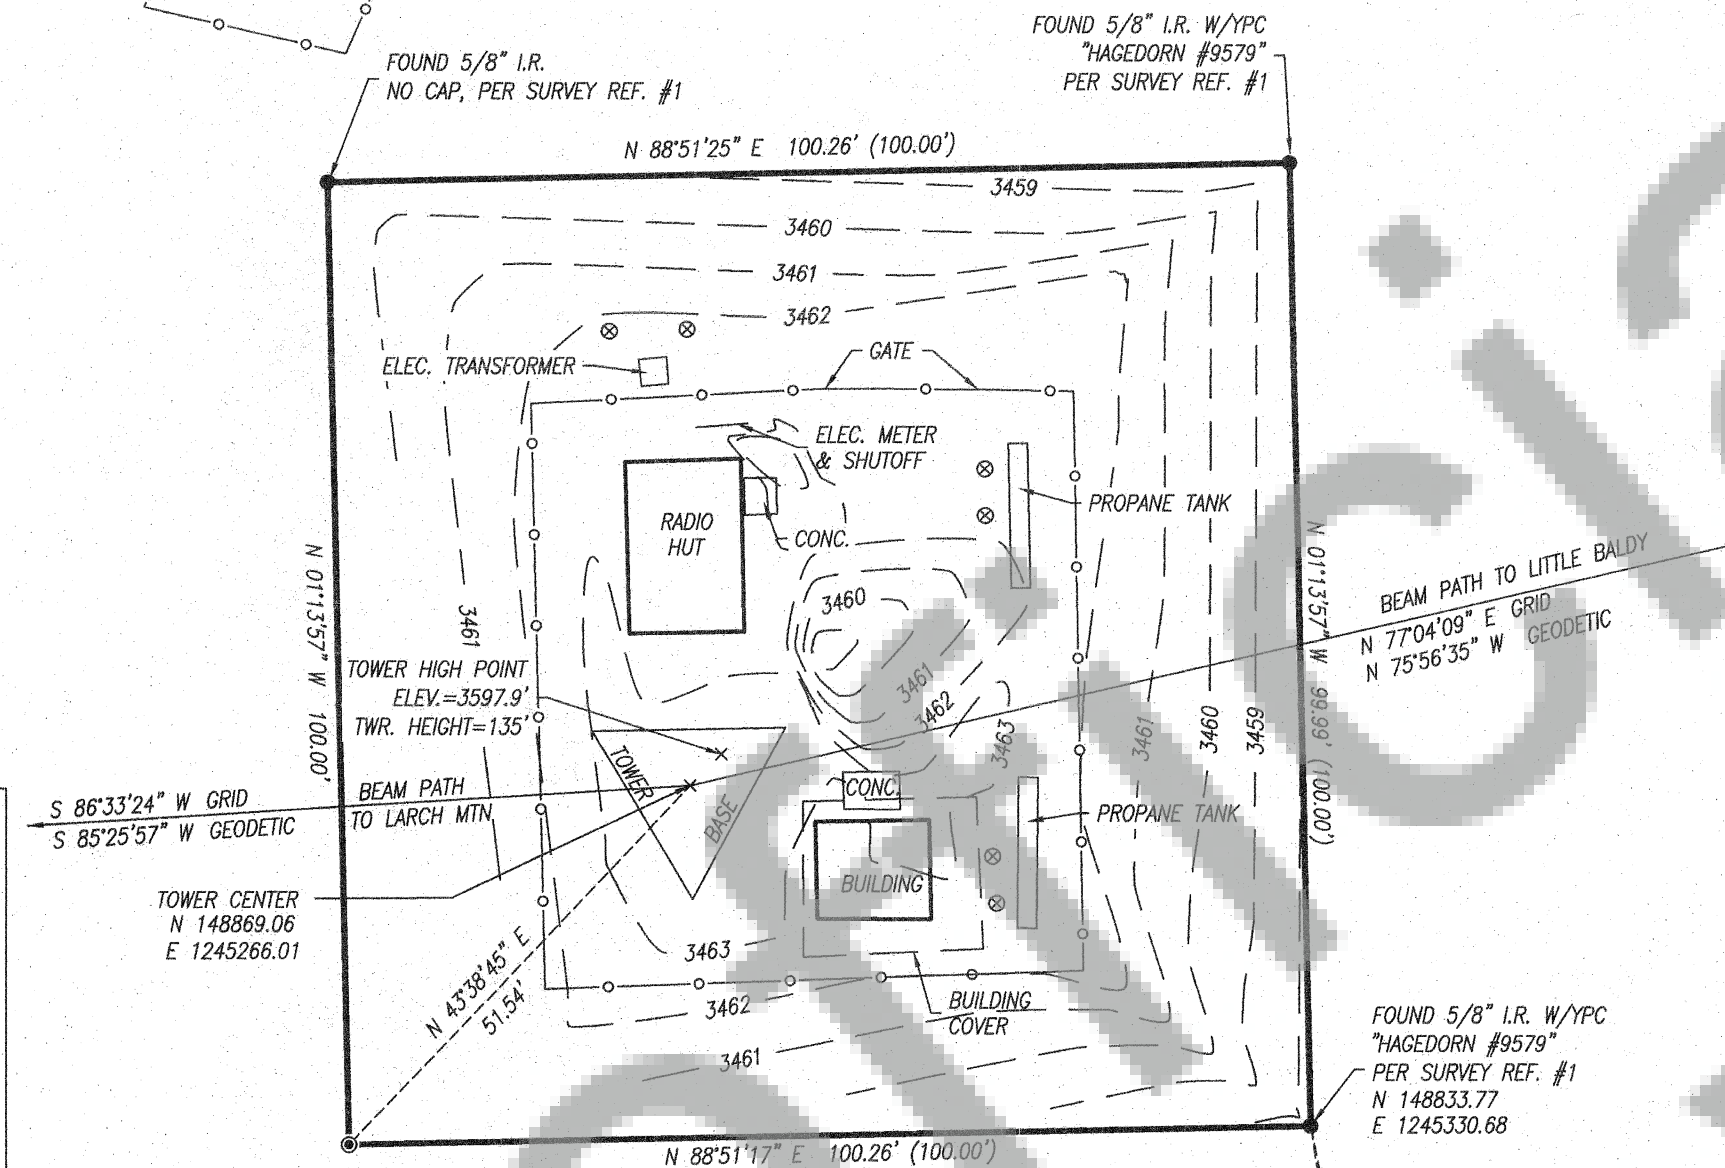 FOUND 5/8" I.R.
NO CAP, PER SURVEY REF. #1
FOUND 5/8" I.R. W/YPC
"HAGEDORN #9579"
PER SURVEY REF. #1
N 88°51'25" E 100.26' (100.00')
3459
3460
3461
3462
ELEC. TRANSFORMER
GATE
ELEC. METER
& SHUTOFF
PROPANE TANK
RADIO
HUT
CONC.
N 01°13'57" W 100.00'
3461
3460
3461
3462
3463
3461
3460
3459
N 01°13'57" W 99.99' (100.00')
BEAM PATH TO LITTLE BALDY
N 77°04'09" E GRID
N 75°56'35" W GEODETIC
TOWER HIGH POINT
ELEV.=3597.9'
TWR. HEIGHT=135'
TOWER
BASE
S 86°33'24" W GRID
S 85°25'57" W GEODETIC
BEAM PATH
TO LARCH MTN
CONC.
PROPANE TANK
BUILDING
TOWER CENTER
N 148869.06
E 1245266.01
N 43°38'45" E
51.54'
3463
3462
3461
BUILDING
COVER
FOUND 5/8" I.R. W/YPC
"HAGEDORN #9579"
PER SURVEY REF. #1
N 148833.77
E 1245330.68
N 88°51'17" E 100.26' (100.00')